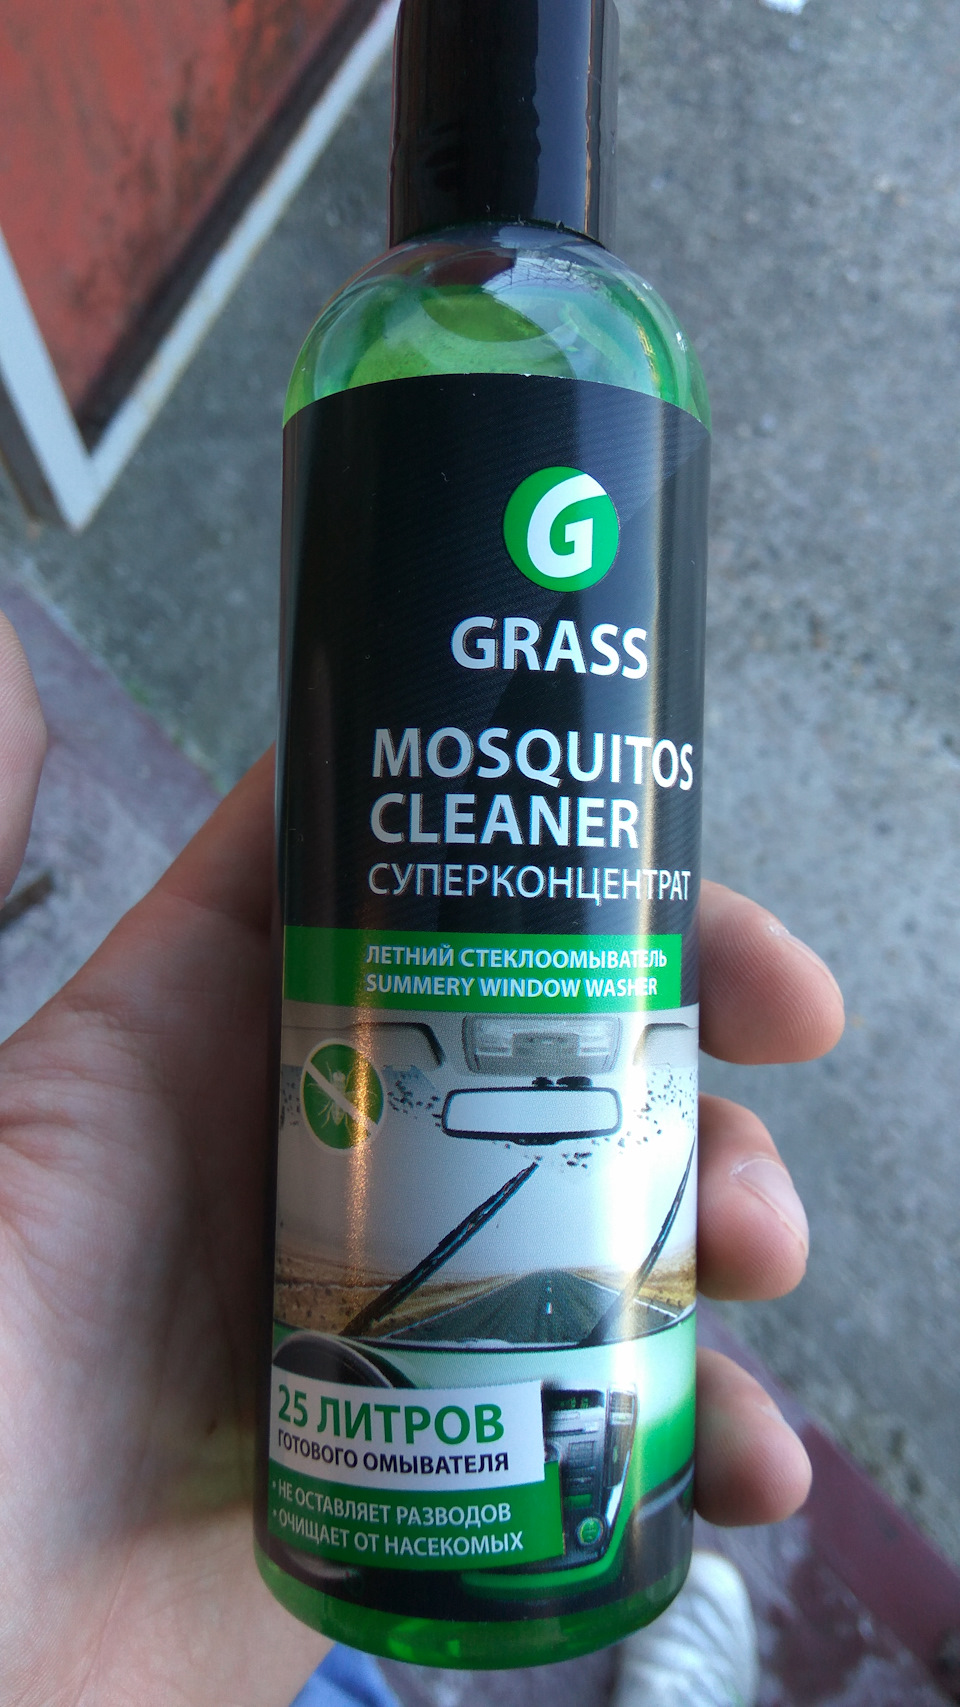 G
GRASS
MOSQUITOS
CLEANER
СУПЕРКОНЦЕНТРАТ
ЛЕТНИЙ СТЕКЛООМЫВАТЕЛЬ
SUMMERY WINDOW WASHER
25 ЛИТРОВ
ГОТОВОГО ОМЫВАТЕЛЯ
• НЕ ОСТАВЛЯЕТ РАЗВОДОВ
• ОЧИЩАЕТ ОТ НАСЕКОМЫХ